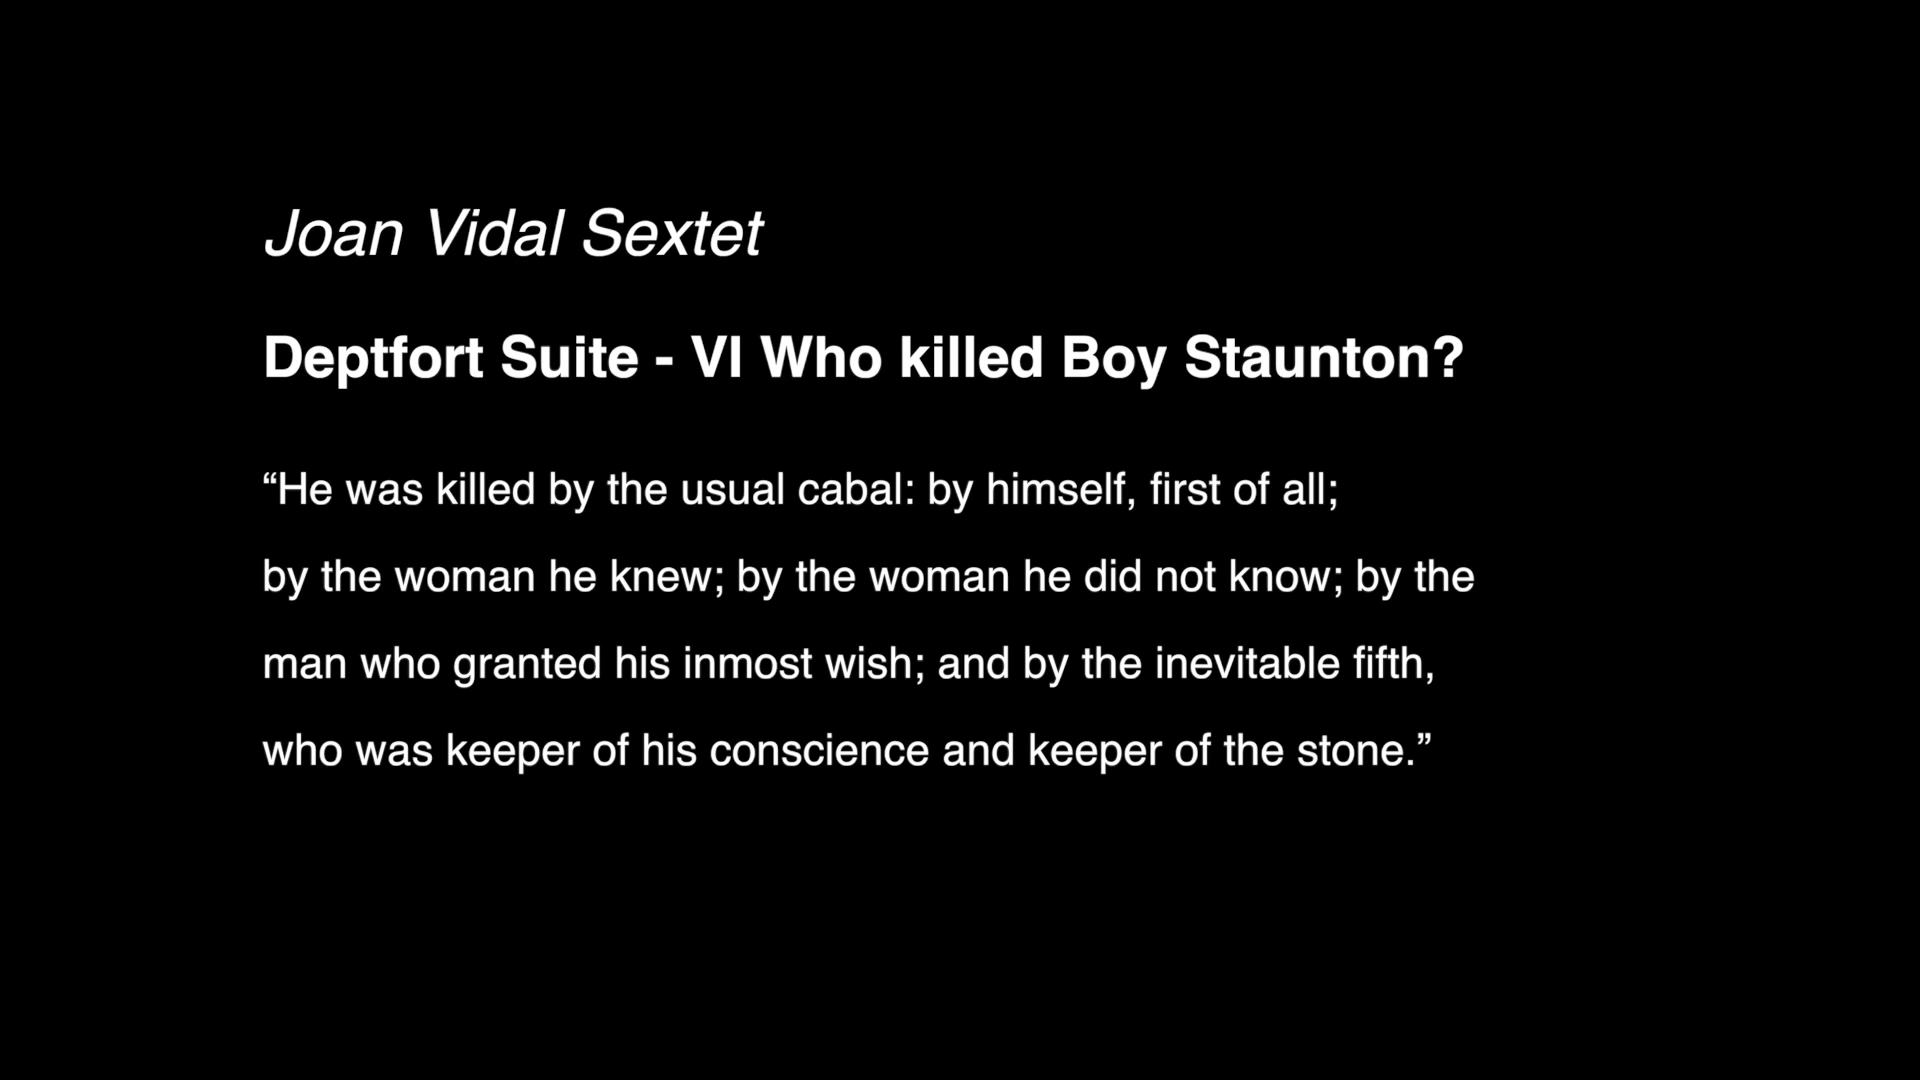 Joan Vidal Sextet
Deptfort Suite - VI Who killed Boy Staunton?
“He was killed by the usual cabal: by himself, first of all;
by the woman he knew; by the woman he did not know; by the
man who granted his inmost wish; and by the inevitable fifth,
who was keeper of his conscience and keeper of the stone.”